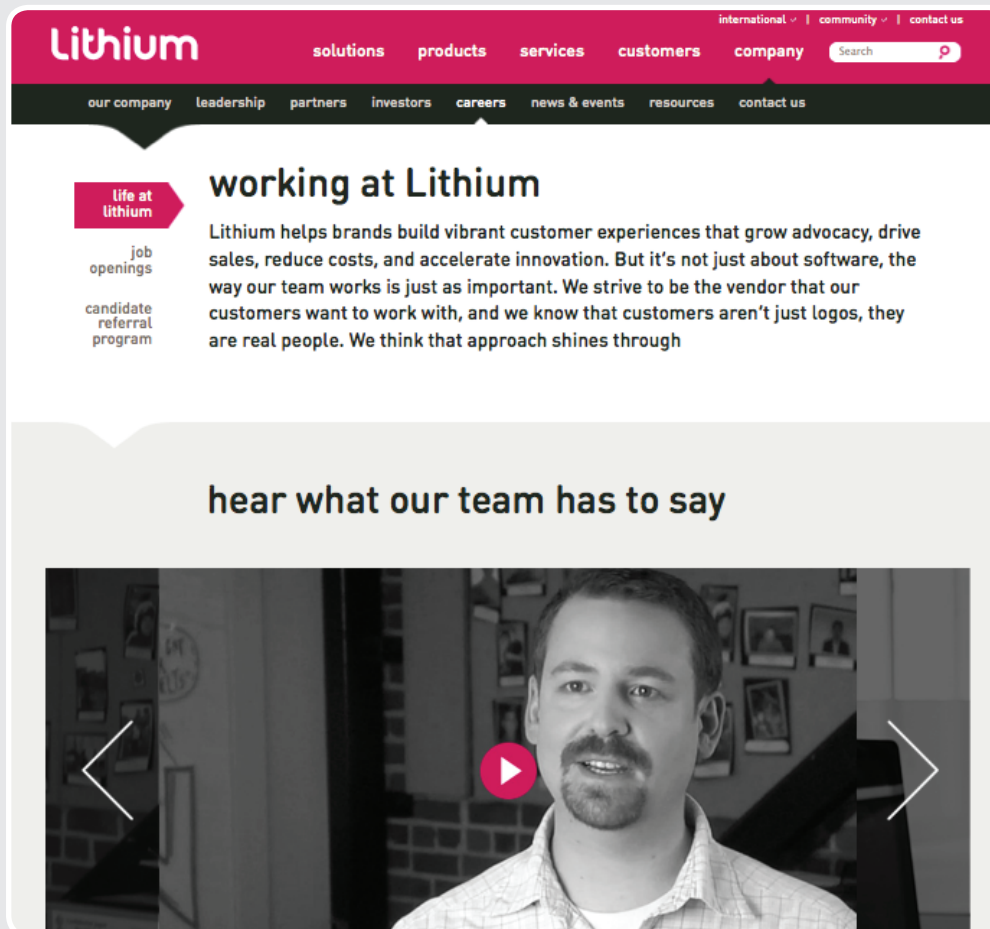 international | community | contact us
Lithium
solutions products services customers company Search
our company leadership partners investors careers news & events resources contact us
life at
lithium
job
openings
candidate
referral
program
working at Lithium
Lithium helps brands build vibrant customer experiences that grow advocacy, drive
sales, reduce costs, and accelerate innovation. But it's not just about software, the
way our team works is just as important. We strive to be the vendor that our
customers want to work with, and we know that customers aren't just logos, they
are real people. We think that approach shines through
hear what our team has to say